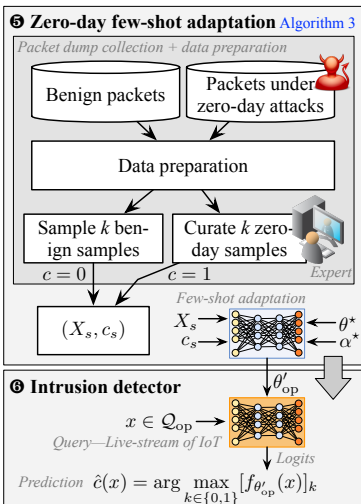 ❺ Zero-day few-shot adaptation Algorithm 3
Packet dump collection + data preparation
Benign packets
Packets under
zero-day attacks
Data preparation
Sample k ben-
ign samples
Curate k zero-
day samples
Expert
c = 0
c = 1
(X_s, c_s)
Few-shot adaptation
X_s
c_s
θ*
α*
θ′_op
❻ Intrusion detector
x ∈ 𝒬_op
Query—Live-stream of IoT
Logits
Prediction ĉ(x) = arg max_{k∈{0,1}} [f_{θ′_op}(x)]_k